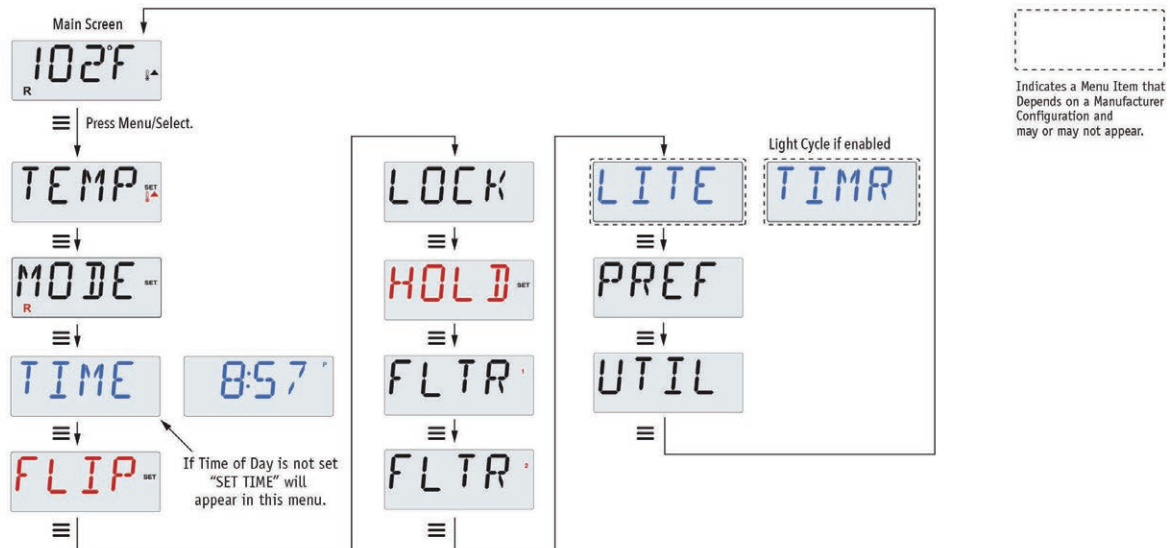 Main Screen
102°F
R
Press Menu/Select.
TEMP SET
MODE SET
R
TIME
8:57 P
If Time of Day is not set
“SET TIME” will
appear in this menu.
FLIP SET
LOCK
HOLD SET
FLTR 1
FLTR 2
LITE
Light Cycle if enabled
TIMR
PREF
UTIL
Indicates a Menu Item that
Depends on a Manufacturer
Configuration and
may or may not appear.